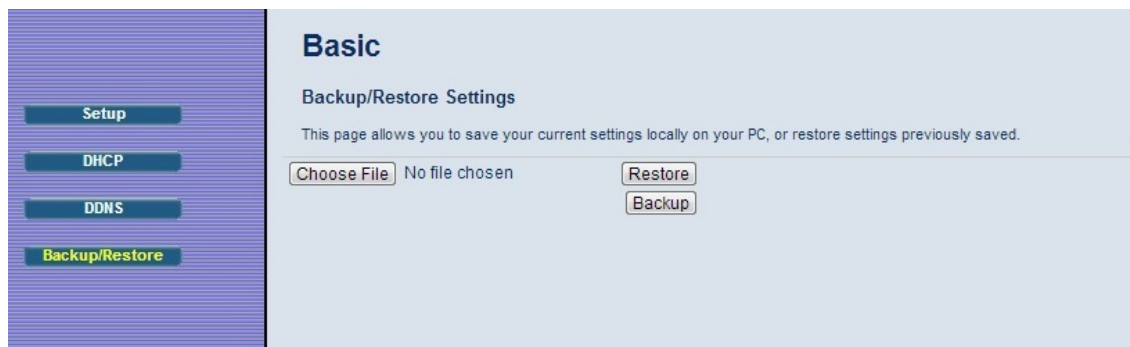 Setup
DHCP
DDNS
Backup/Restore
Basic
Backup/Restore Settings
This page allows you to save your current settings locally on your PC, or restore settings previously saved.
Choose File No file chosen Restore
Backup